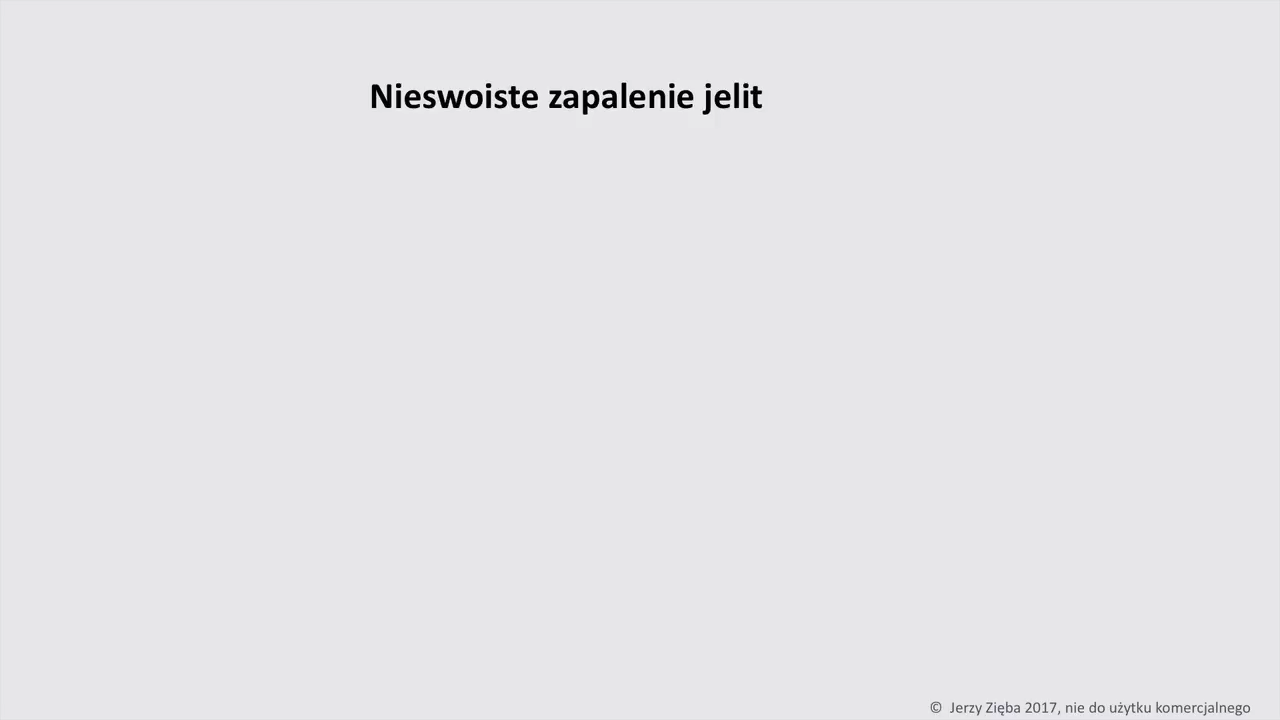 Nieswoiste zapalenie jelit
© Jerzy Zięba 2017, nie do użytku komercjalnego